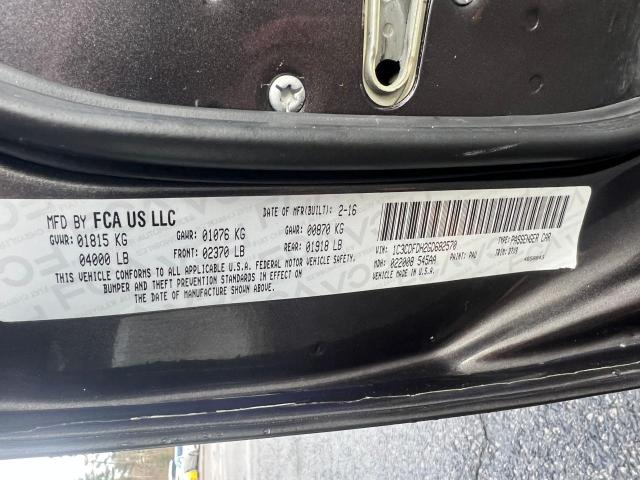 MFD BY FCA US LLC
DATE OF MFR(BUILT): 2-16
GVWR: 01815 KG
GAWR: 01076 KG
GAWR: 00870 KG
04000 LB
FRONT: 02370 LB
REAR: 01918 LB
THIS VEHICLE CONFORMS TO ALL APPLICABLE U.S.A. FEDERAL MOTOR VEHICLE SAFETY,
BUMPER AND THEFT PREVENTION STANDARDS IN EFFECT ON
THE DATE OF MANUFACTURE SHOWN ABOVE.
VIN: 1C3CDFDH2GD682570
TYPE: PASSENGER CAR
MDH: 022008 545AA
PAINT: PAU
TRIM:
MADE IN U.S.A.